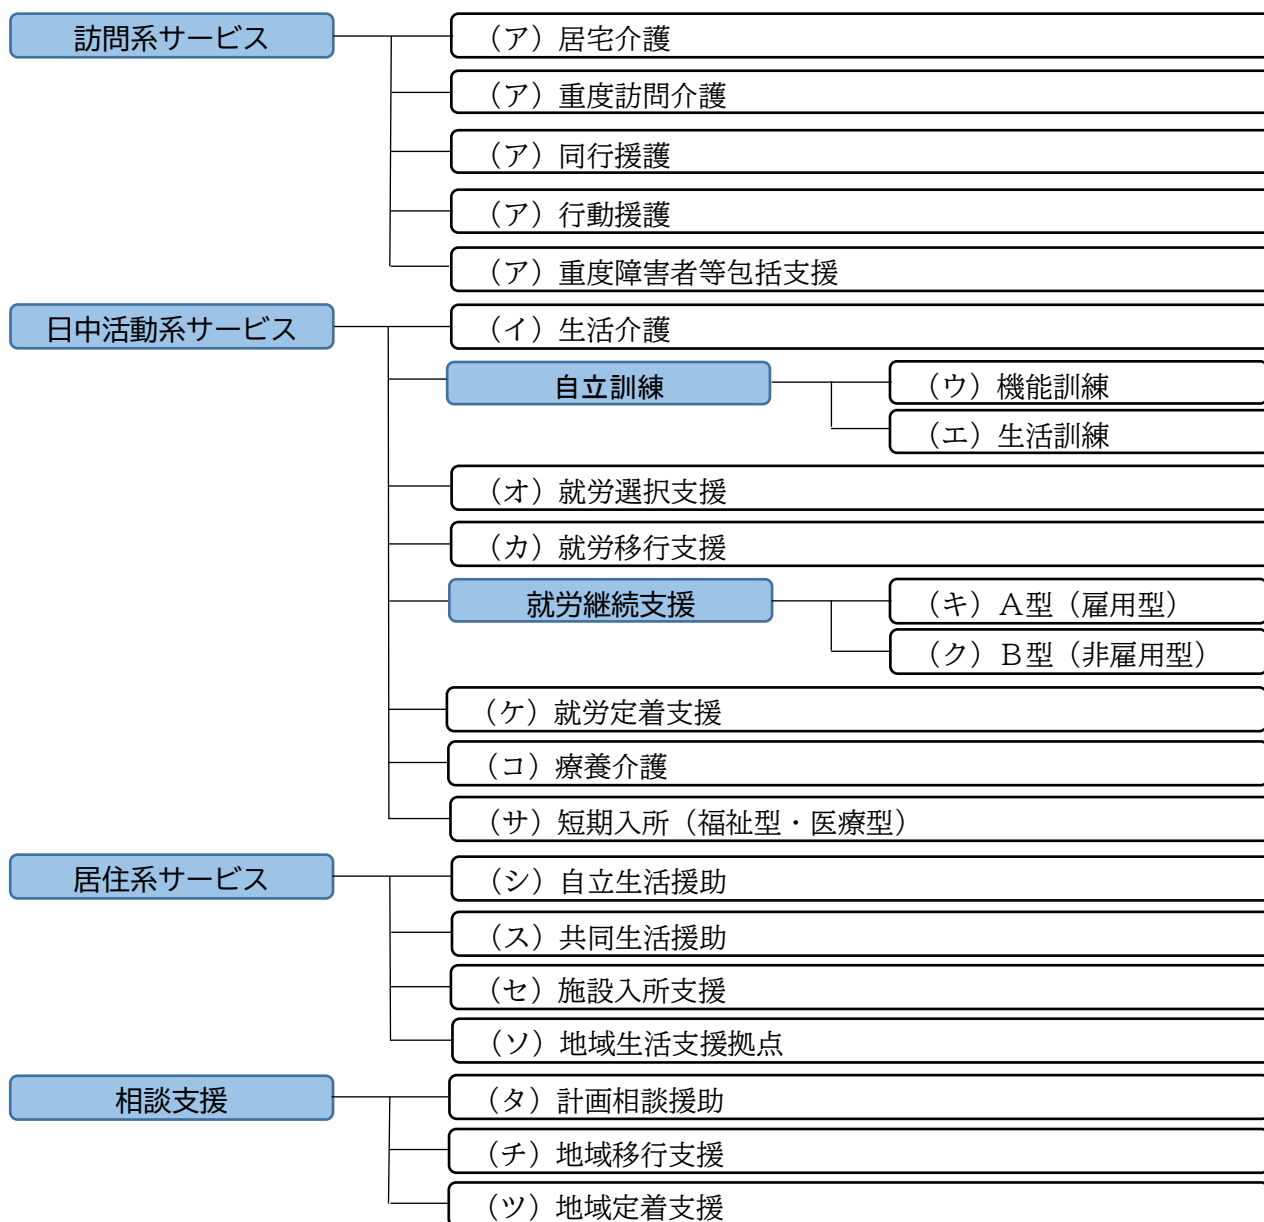 訪問系サービス
（ア）居宅介護
（ア）重度訪問介護
（ア）同行援護
（ア）行動援護
（ア）重度障害者等包括支援
日中活動系サービス
（イ）生活介護
自立訓練
（ウ）機能訓練
（エ）生活訓練
（オ）就労選択支援
（カ）就労移行支援
就労継続支援
（キ）Ａ型（雇用型）
（ク）Ｂ型（非雇用型）
（ケ）就労定着支援
（コ）療養介護
（サ）短期入所（福祉型・医療型）
居住系サービス
（シ）自立生活援助
（ス）共同生活援助
（セ）施設入所支援
（ソ）地域生活支援拠点
相談支援
（タ）計画相談援助
（チ）地域移行支援
（ツ）地域定着支援